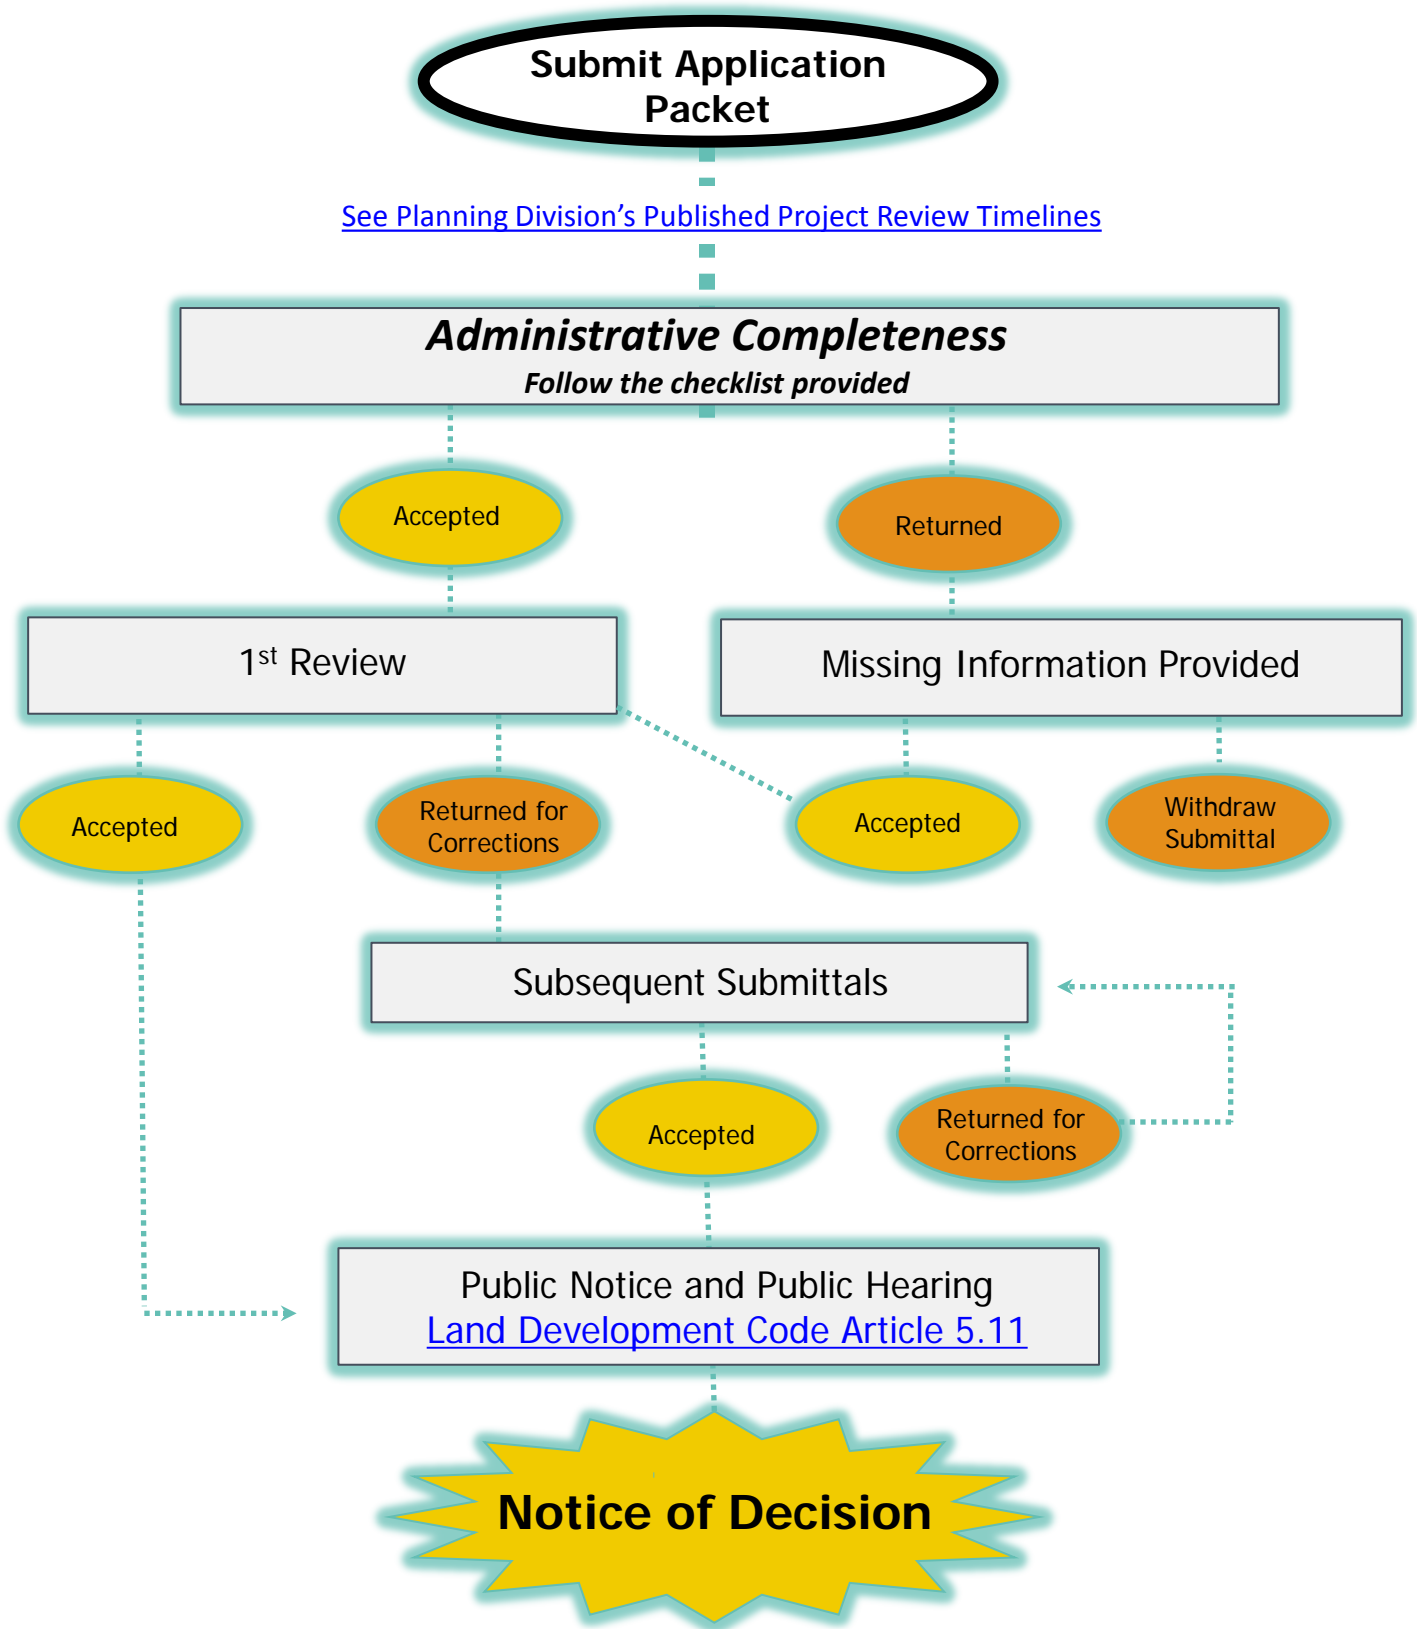 Submit Application
Packet
See Planning Division's Published Project Review Timelines
Administrative Completeness
Follow the checklist provided
Accepted
Returned
1st Review
Missing Information Provided
Accepted
Returned for
Corrections
Accepted
Withdraw
Submittal
Subsequent Submittals
Accepted
Returned for
Corrections
Public Notice and Public Hearing
Land Development Code Article 5.11
Notice of Decision